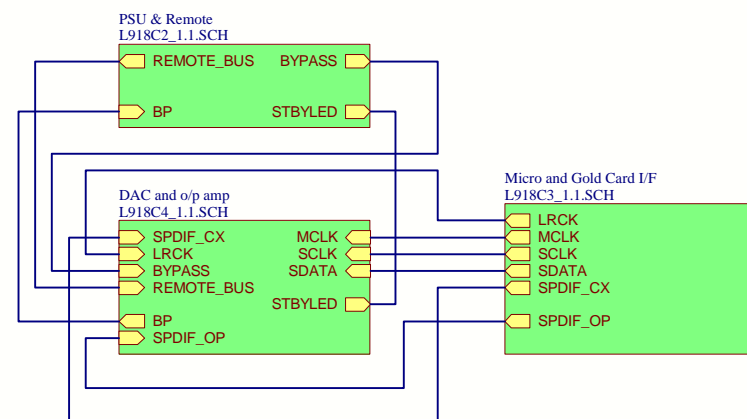 PSU & Remote
L918C2_1.1.SCH
REMOTE_BUS BYPASS
BP STBYLED
DAC and o/p amp
L918C4_1.1.SCH
SPDIF_CX MCLK
LRCK SCLK
BYPASS SDATA
REMOTE_BUS
STBYLED
BP
SPDIF_OP
Micro and Gold Card I/F
L918C3_1.1.SCH
LRCK
MCLK
SCLK
SDATA
SPDIF_CX
SPDIF_OP